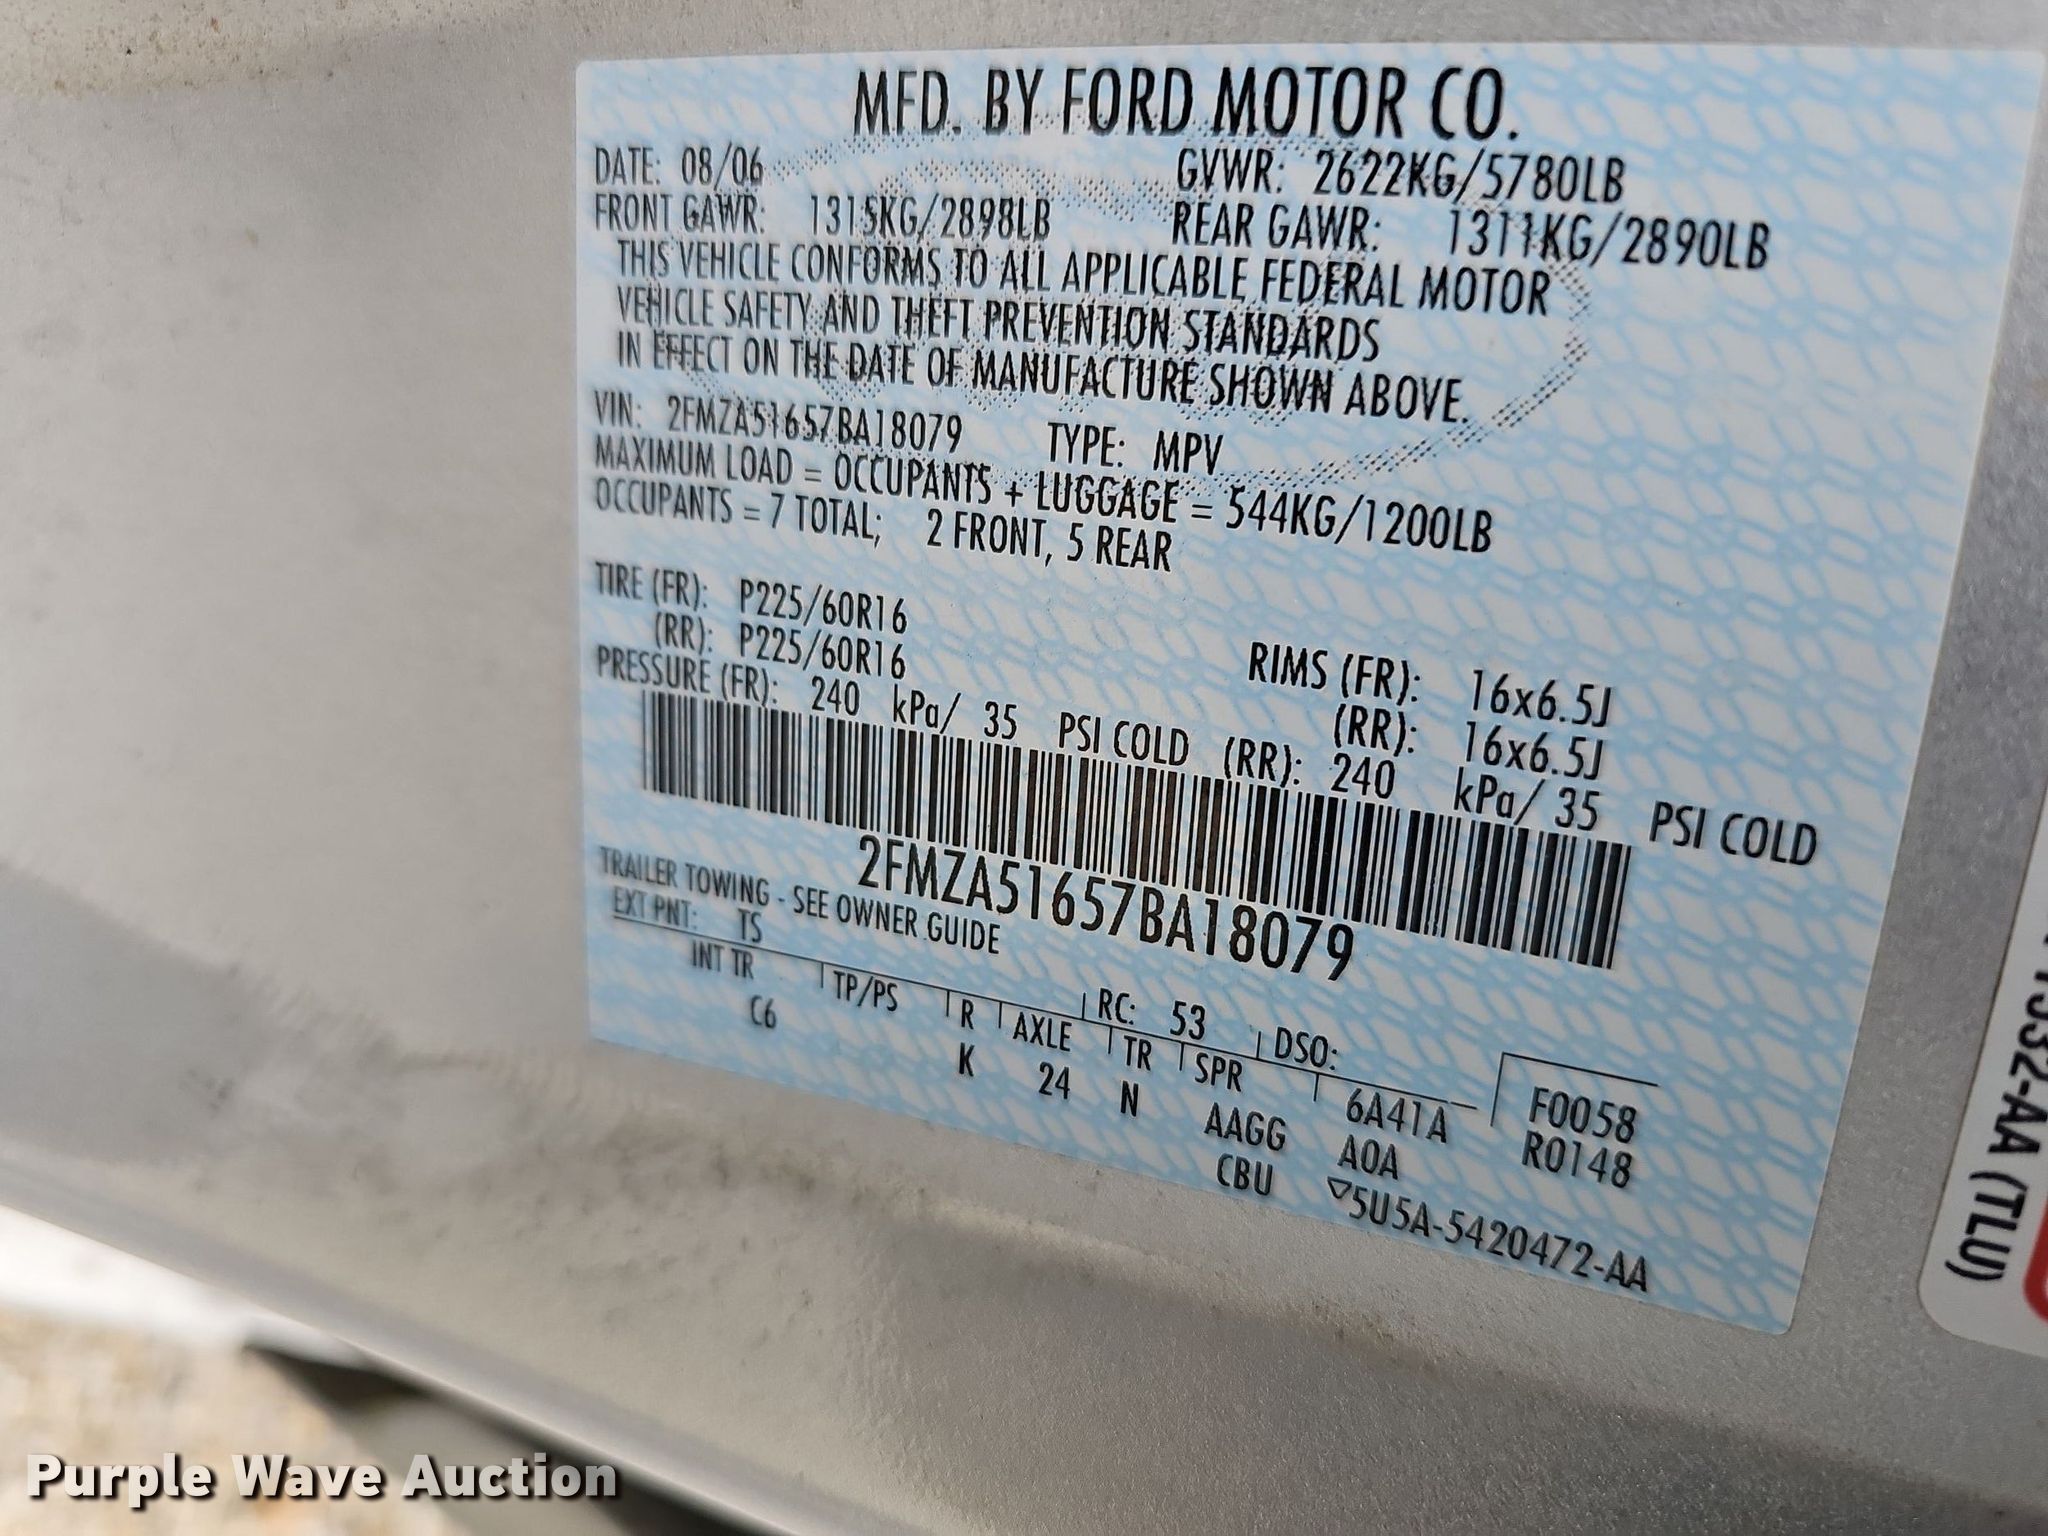 MFD. BY FORD MOTOR CO.
DATE: 08/06 GVWR: 2622KG/5780LB
FRONT GAWR: 1315KG/2898LB REAR GAWR: 1311KG/2890LB
THIS VEHICLE CONFORMS TO ALL APPLICABLE FEDERAL MOTOR
VEHICLE SAFETY AND THEFT PREVENTION STANDARDS
IN EFFECT ON THE DATE OF MANUFACTURE SHOWN ABOVE.
VIN: 2FMZA51657BA18079 TYPE: MPV
MAXIMUM LOAD = OCCUPANTS + LUGGAGE = 544KG/1200LB
OCCUPANTS = 7 TOTAL; 2 FRONT, 5 REAR
TIRE (FR): P225/60R16 RIMS (FR): 16x6.5J
(RR): P225/60R16 (RR): 16x6.5J
PRESSURE (FR): 240 kPa/ 35 PSI COLD (RR): 240 kPa/ 35 PSI COLD
2FMZA51657BA18079
TRAILER TOWING - SEE OWNER GUIDE
EXT PNT: TS RC: 53 DSO: F0058
INT TR TP/PS R AXLE TR SPR 6A41A R0148
C6 K 24 N AAGG A0A
CBU ▽5U5A-5420472-AA
-AA (TLU)
Purple Wave Auction